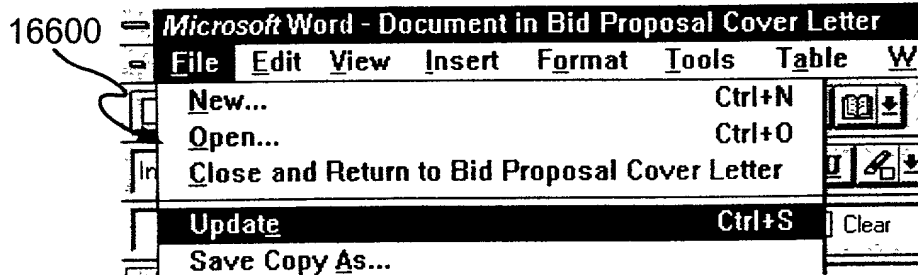 16600
Microsoft Word - Document in Bid Proposal Cover Letter
File Edit View Insert Format Tools Table W
New... Ctrl+N
Open... Ctrl+O
In Close and Return to Bid Proposal Cover Letter U
Update Ctrl+S Clear
Save Copy As...